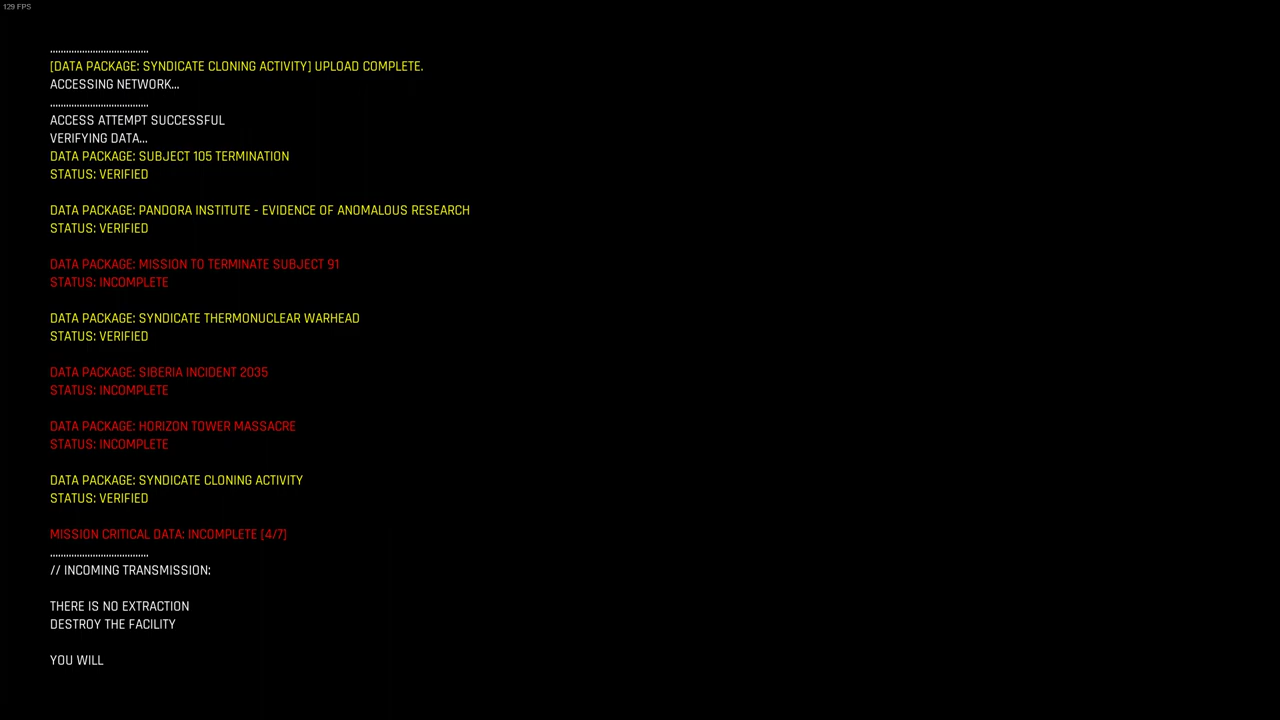 129 FPS
.....................................
[DATA PACKAGE: SYNDICATE CLONING ACTIVITY] UPLOAD COMPLETE.
ACCESSING NETWORK...
.....................................
ACCESS ATTEMPT SUCCESSFUL
VERIFYING DATA...
DATA PACKAGE: SUBJECT 105 TERMINATION
STATUS: VERIFIED
DATA PACKAGE: PANDORA INSTITUTE - EVIDENCE OF ANOMALOUS RESEARCH
STATUS: VERIFIED
DATA PACKAGE: MISSION TO TERMINATE SUBJECT 91
STATUS: INCOMPLETE
DATA PACKAGE: SYNDICATE THERMONUCLEAR WARHEAD
STATUS: VERIFIED
DATA PACKAGE: SIBERIA INCIDENT 2035
STATUS: INCOMPLETE
DATA PACKAGE: HORIZON TOWER MASSACRE
STATUS: INCOMPLETE
DATA PACKAGE: SYNDICATE CLONING ACTIVITY
STATUS: VERIFIED
MISSION CRITICAL DATA: INCOMPLETE [4/7]
.....................................
// INCOMING TRANSMISSION:
THERE IS NO EXTRACTION
DESTROY THE FACILITY
YOU WILL